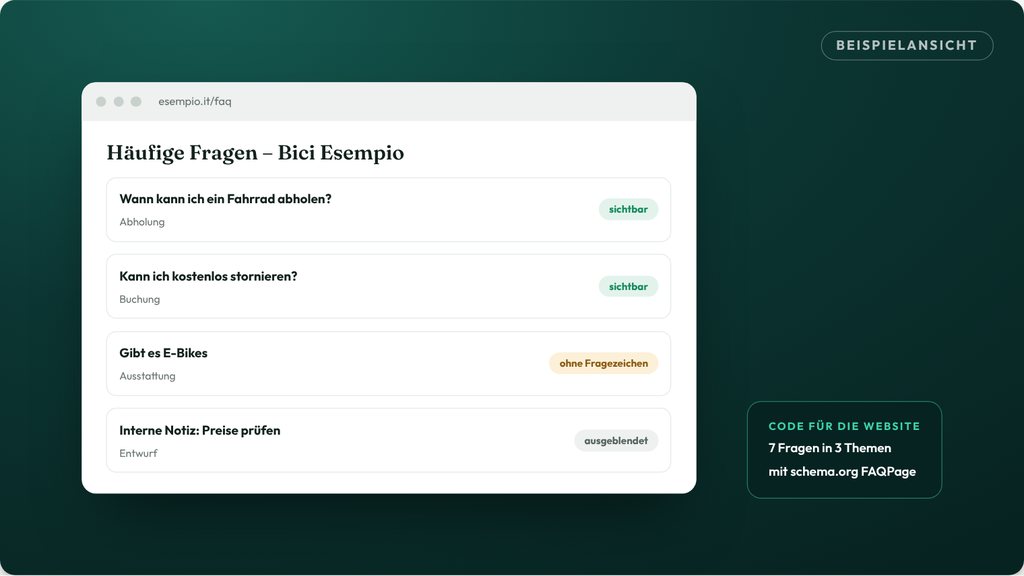 BEISPIELANSICHT
esempio.it/faq
Häufige Fragen – Bici Esempio
Wann kann ich ein Fahrrad abholen?
Abholung
sichtbar
Kann ich kostenlos stornieren?
Buchung
sichtbar
Gibt es E-Bikes
Ausstattung
ohne Fragezeichen
Interne Notiz: Preise prüfen
Entwurf
ausgeblendet
CODE FÜR DIE WEBSITE
7 Fragen in 3 Themen
mit schema.org FAQPage